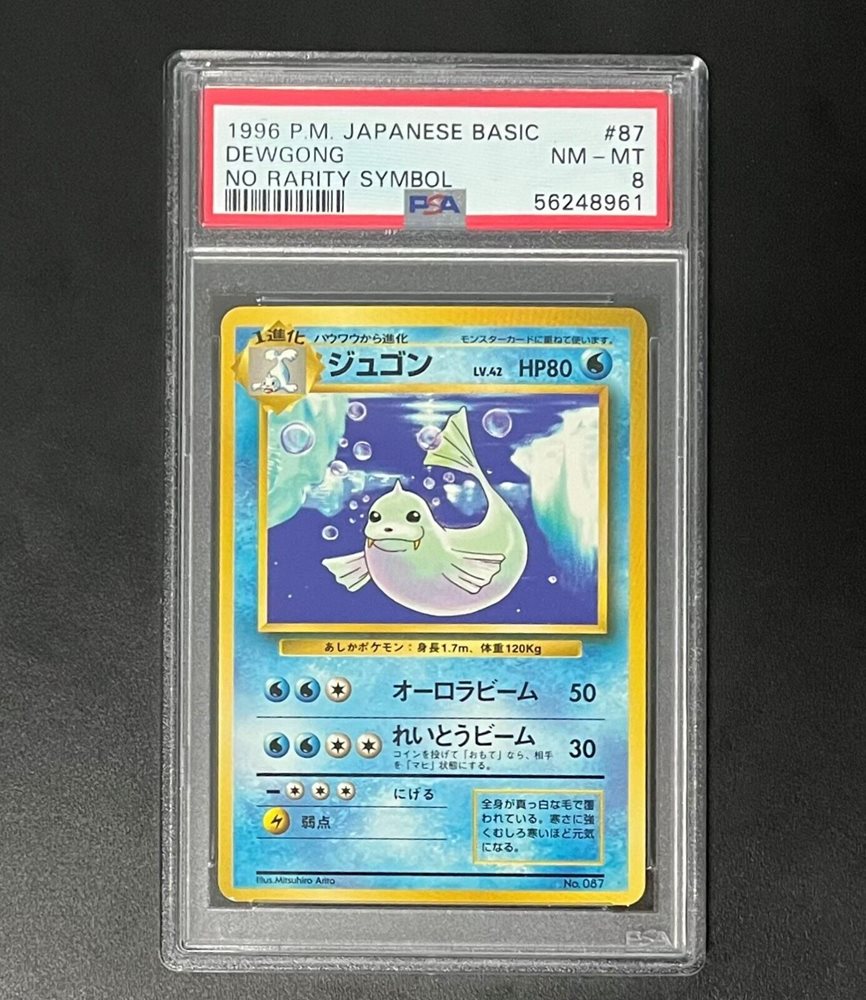 1996 P.M. JAPANESE BASIC #87
DEWGONG NM - MT
NO RARITY SYMBOL 8
PSA 56248961
1進化 パウワウから進化 モンスターカードに重ねて使います。
ジュゴン LV.42 HP80
あしかポケモン：身長1.7m、体重120Kg
オーロラビーム 50
れいとうビーム 30
コインを投げて「おもて」なら、相手
を「マヒ」状態にする。
にげる
弱点
全身が真っ白な毛で覆
われている。寒さに強
くむしろ寒いほど元気
になる。
Illus.Mitsuhiro Arita No.087
PSA